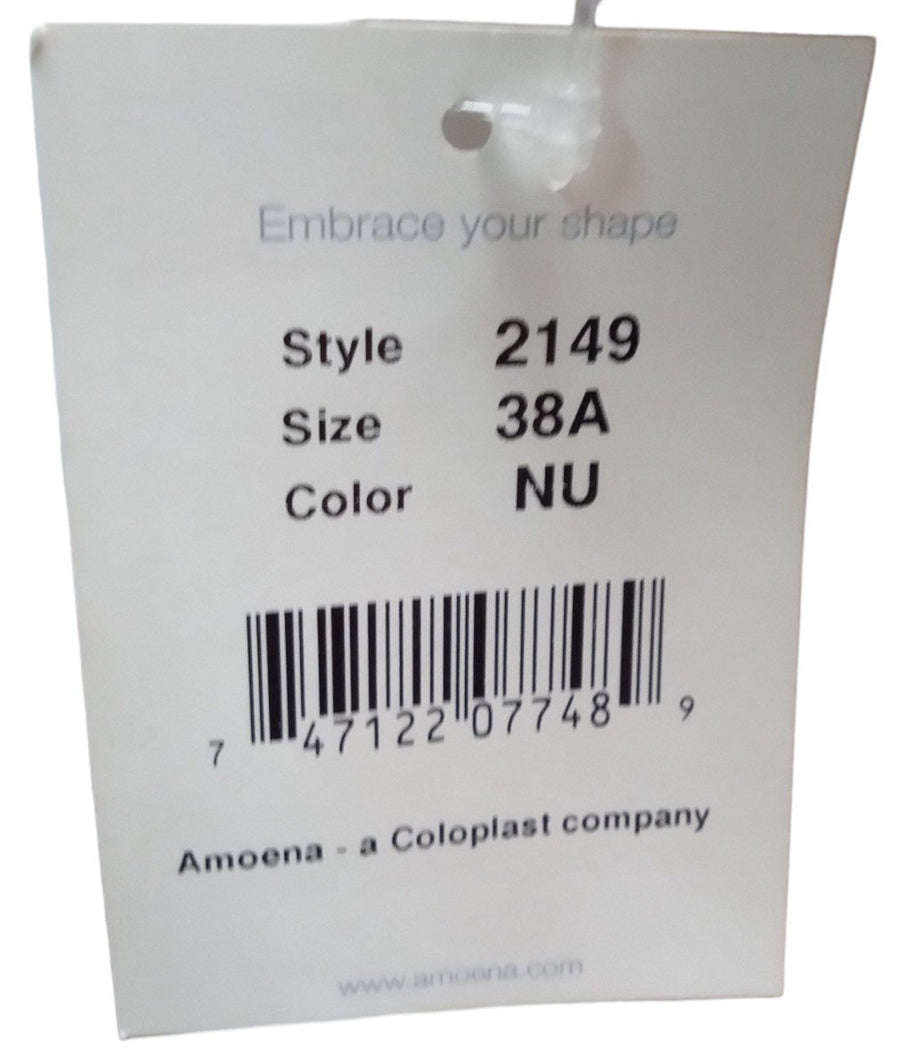 Embrace your shape
Style 2149
Size 38A
Color NU
7 47122 07748 9
Amoena - a Coloplast company
www.amoena.com